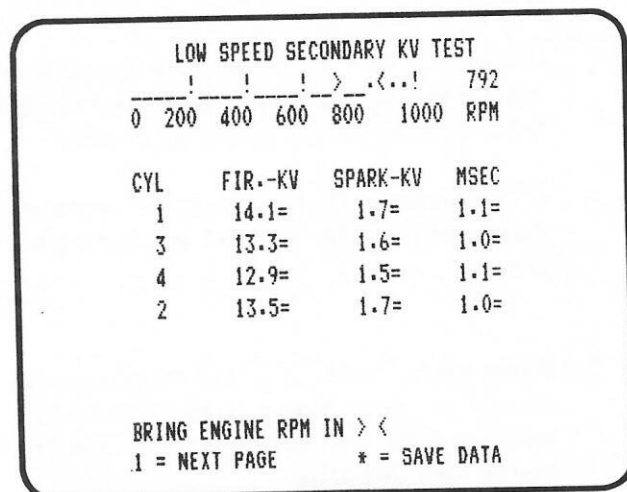 LOW SPEED SECONDARY KV TEST
_____!____!____!__>__.<..! 792
0 200 400 600 800 1000 RPM
CYL FIR.-KV SPARK-KV MSEC
1 14.1= 1.7= 1.1=
3 13.3= 1.6= 1.0=
4 12.9= 1.5= 1.1=
2 13.5= 1.7= 1.0=
BRING ENGINE RPM IN > <
1 = NEXT PAGE * = SAVE DATA